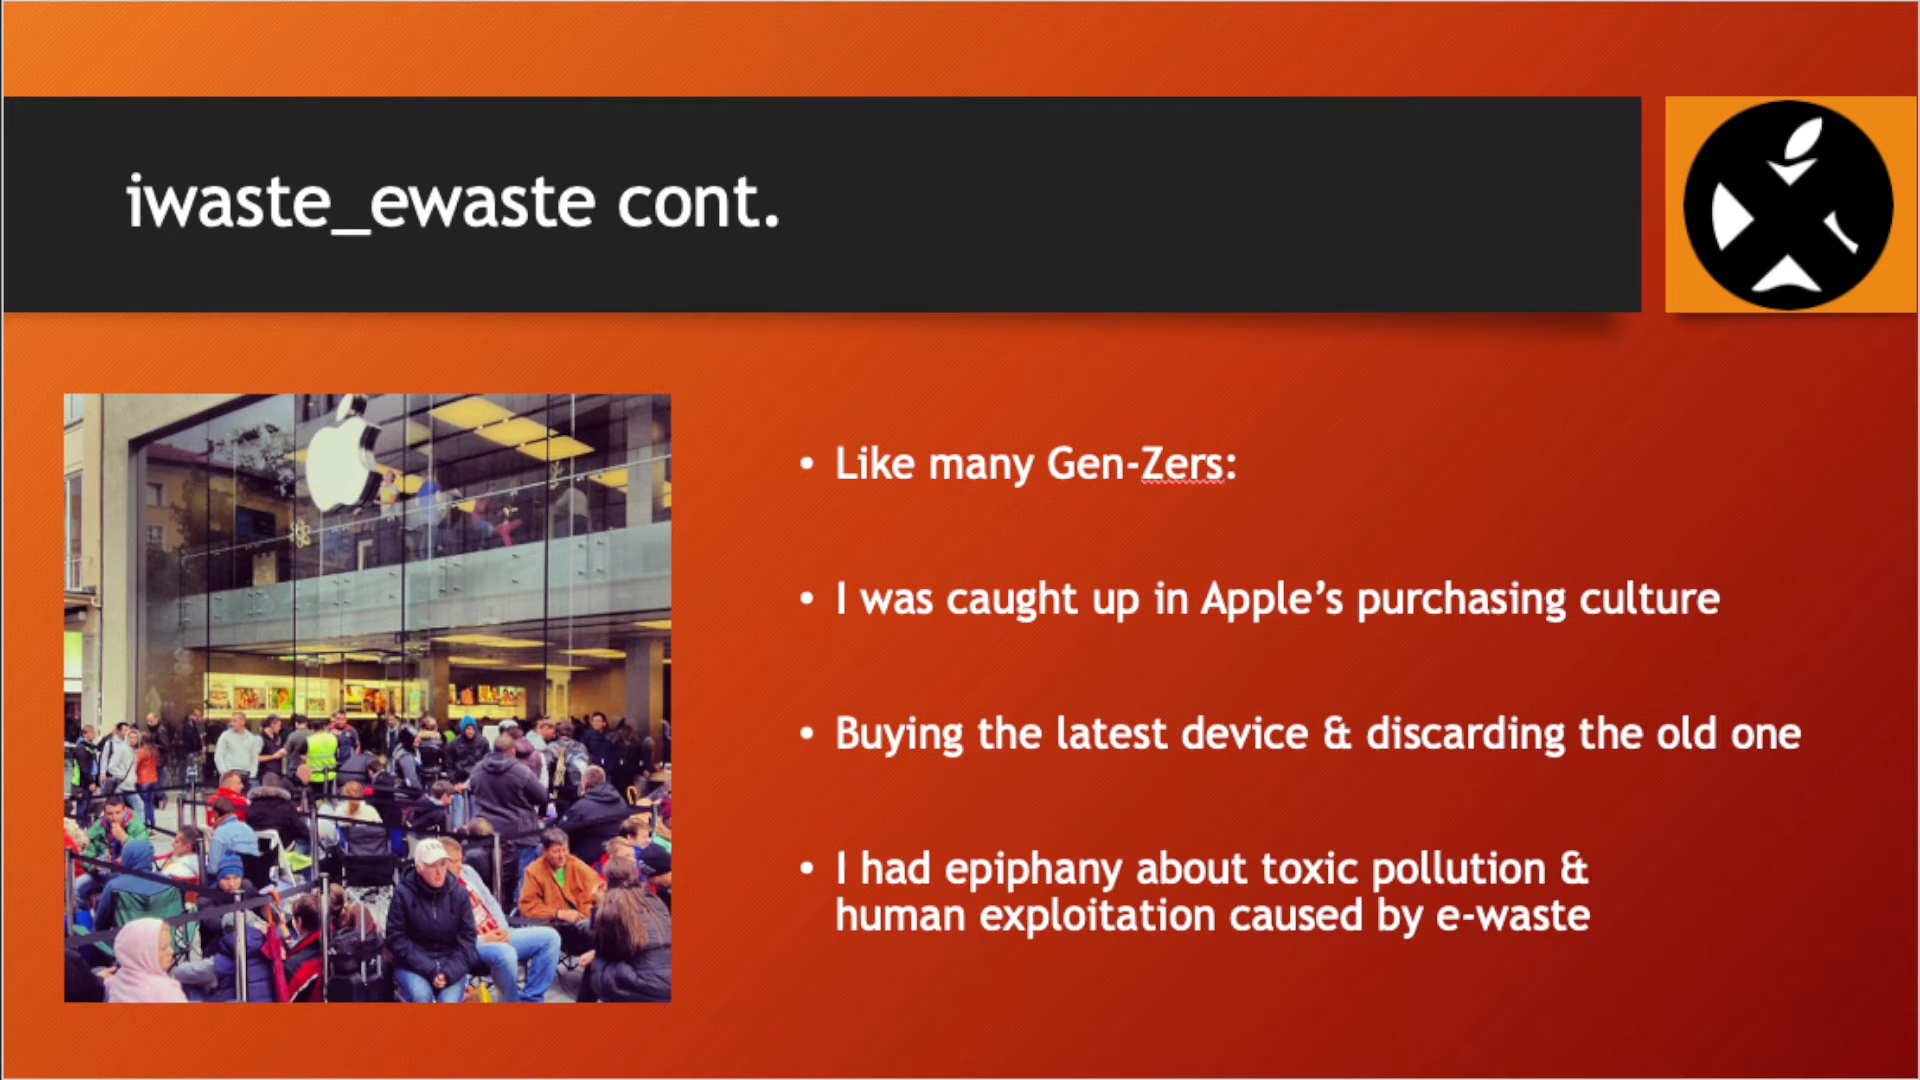 iwaste_ewaste cont.
• Like many Gen-Zers:
• I was caught up in Apple’s purchasing culture
• Buying the latest device & discarding the old one
• I had epiphany about toxic pollution &
human exploitation caused by e-waste